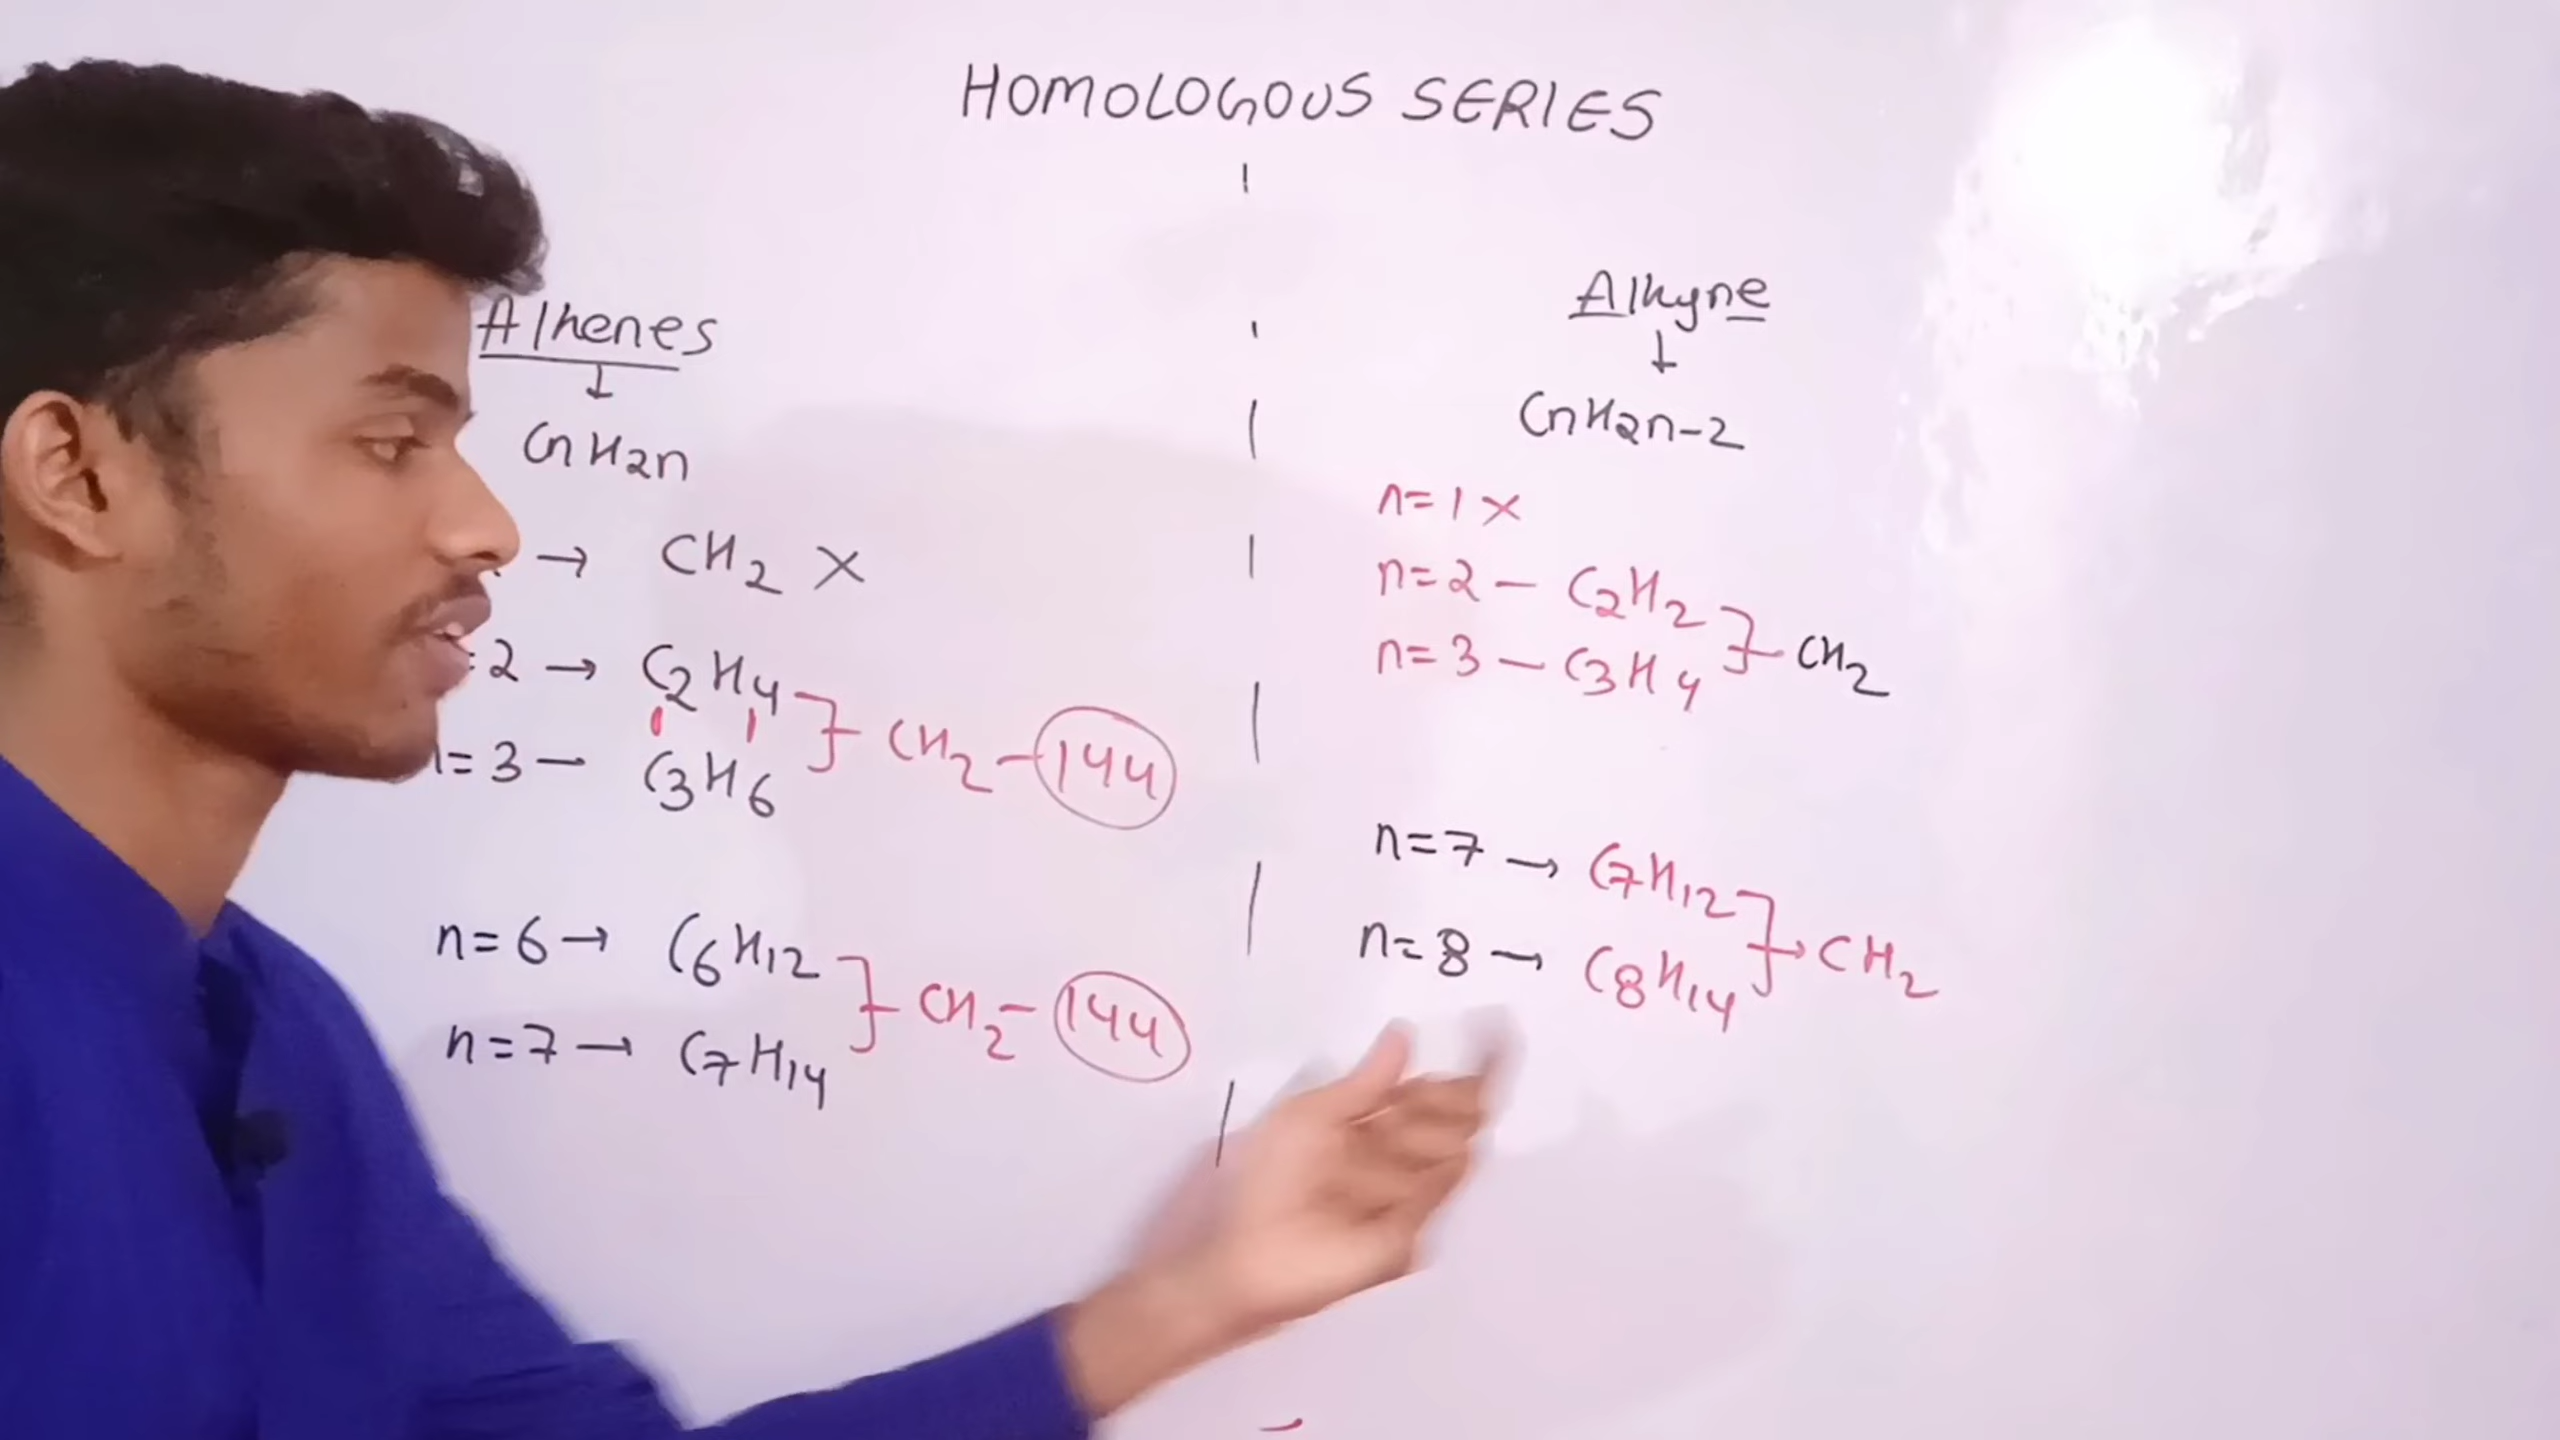 HOMOLOGOUS SERIES
Alkenes
↓
CnH2n
→ CH2 ×
=2 → C2H4
n=3 — C3H6
} CH2 – 144
n=6 → C6H12
n=7 → C7H14
} CH2 – 144
Alkyne
↓
CnH2n-2
n=1 ×
n=2 — C2H2
n=3 — C3H4
} CH2
n=7 → C7H12
n=8 → C8H14
} → CH2